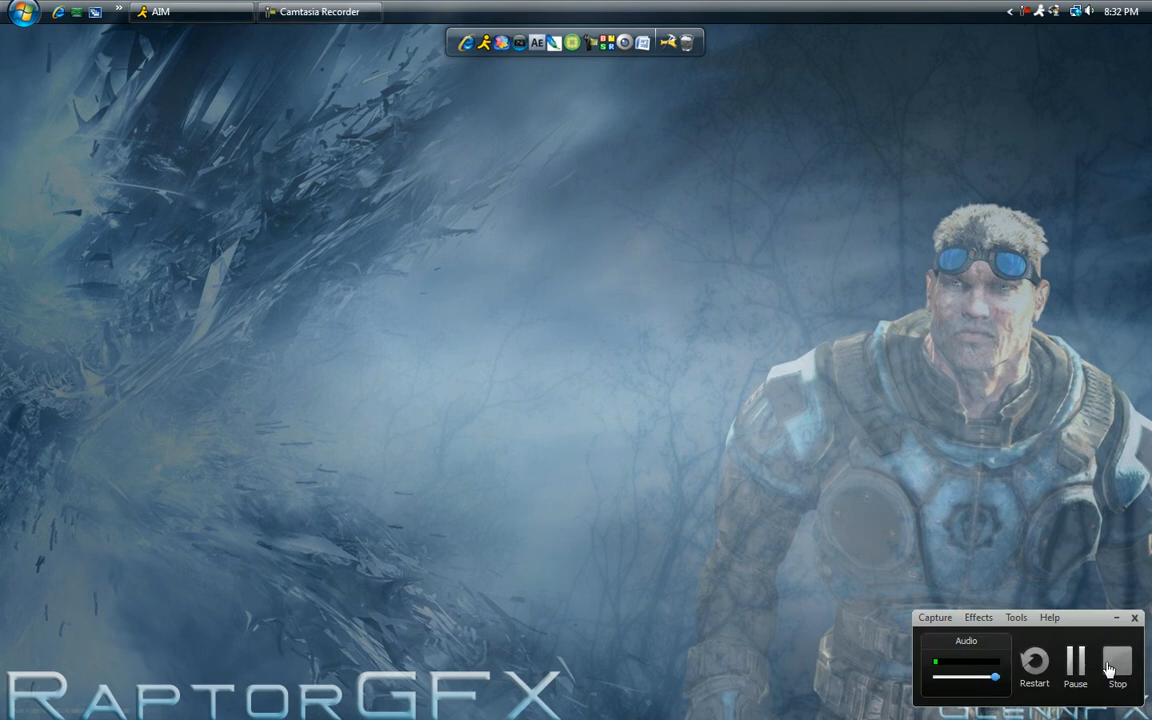 AIM
Camtasia Recorder
8:32 PM
AE
Capture Effects Tools Help
Audio
Restart
Pause
Stop
RAPTORGFX